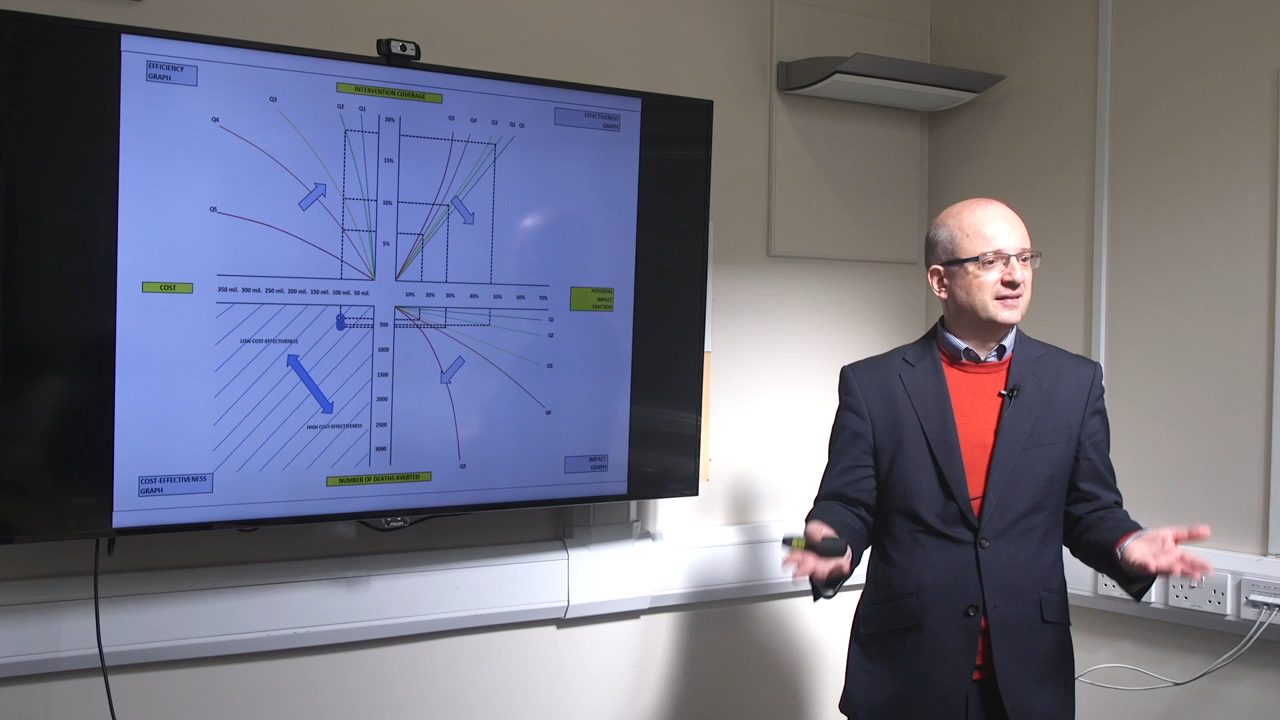 EFFICIENCY
GRAPH
INTERVENTION COVERAGE
EFFECTIVENESS
GRAPH
Q3
Q2 Q1
Q4
20%
Q5 Q4 Q3 Q2 Q1
15%
10%
Q5
5%
COST
350 mil. 300 mil. 250 mil. 200 mil. 150 mil. 100 mil. 50 mil.
10% 20% 30% 40% 50% 60% 70%
POTENTIAL
IMPACT
FRACTION
500
Q1
Q2
LOW COST-EFFECTIVENESS
1000
Q3
1500
2000
Q4
HIGH COST-EFFECTIVENESS
2500
3000
Q5
COST-EFFECTIVENESS
GRAPH
NUMBER OF DEATHS AVERTED
IMPACT
GRAPH
PHILIPS